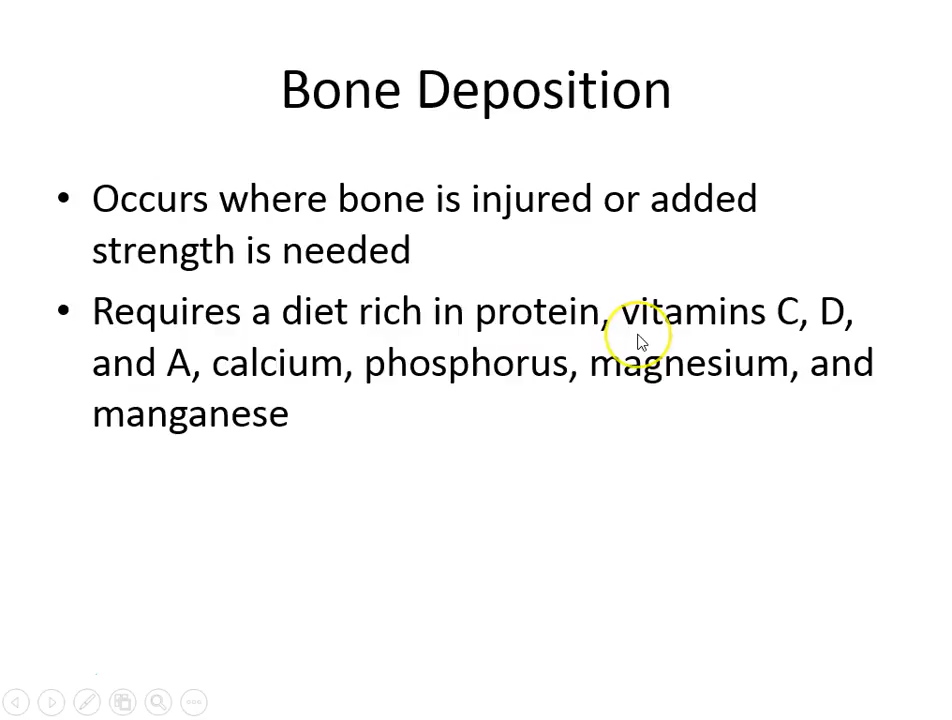 Bone Deposition
• Occurs where bone is injured or added
strength is needed
• Requires a diet rich in protein, vitamins C, D,
and A, calcium, phosphorus, magnesium, and
manganese